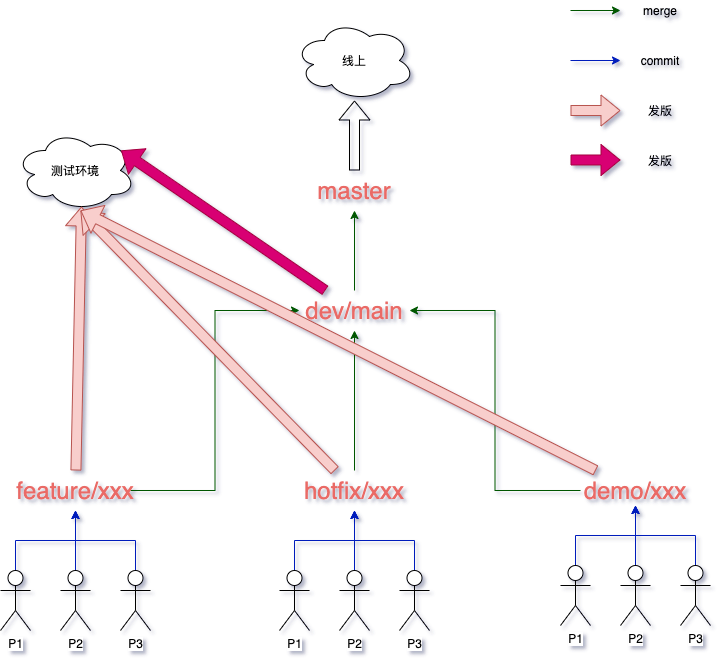 merge
线上
commit
发版
测试环境
发版
master
dev/main
feature/xxx
hotfix/xxx
demo/xxx
P1
P2
P3
P1
P2
P3
P1
P2
P3